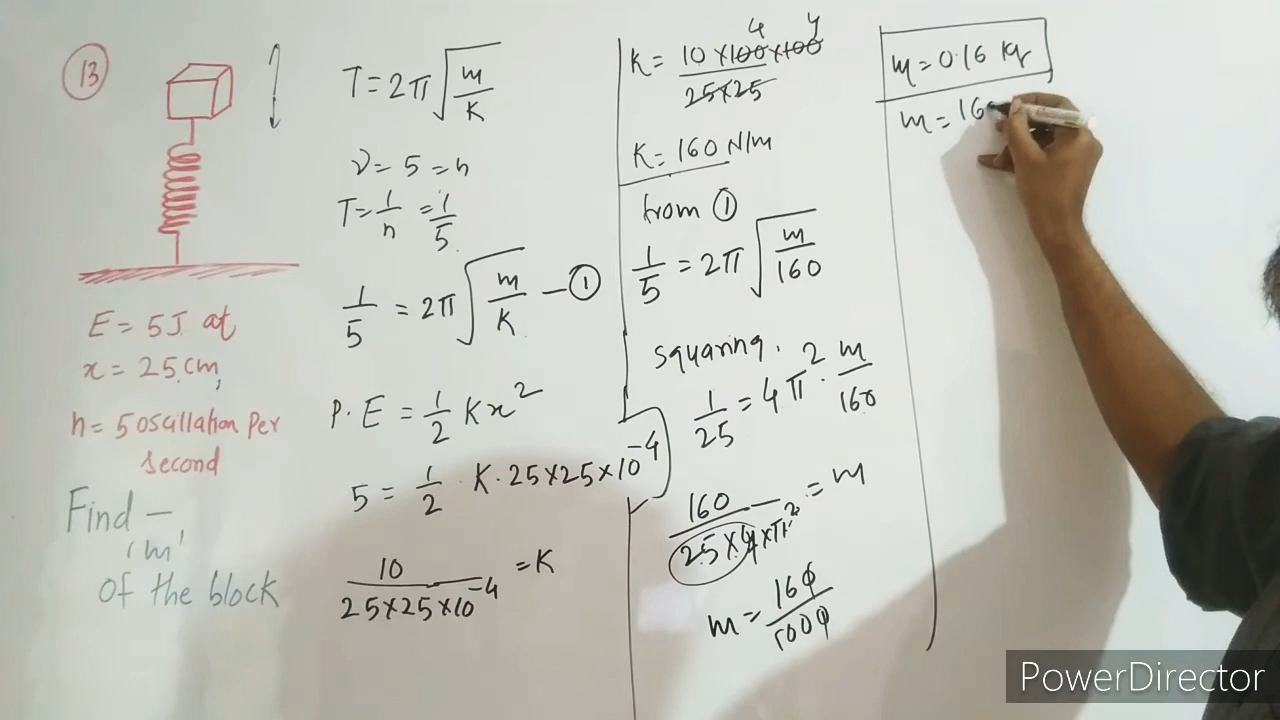 13
E = 5J at
x = 25 cm,
n = 5 oscillation Per
second
Find –
'm'
of the block
T = 2π√(m/K)
ν = 5 = n
T = 1/n = 1/5
1/5 = 2π√(m/K) – ①
P.E = 1/2 Kx²
5 = 1/2 K. 25×25×10⁻⁴
10/(25×25×10⁻⁴) = K
K = (10 ×100×100)/(25×25)
4 4
K = 160 N/m
from ①
1/5 = 2π√(m/160)
squaring.
1/25 = 4π² . m/160
160/(25×4×π²) = m
m = 160/1000
m = 0.16 Kg
m = 16
PowerDirector